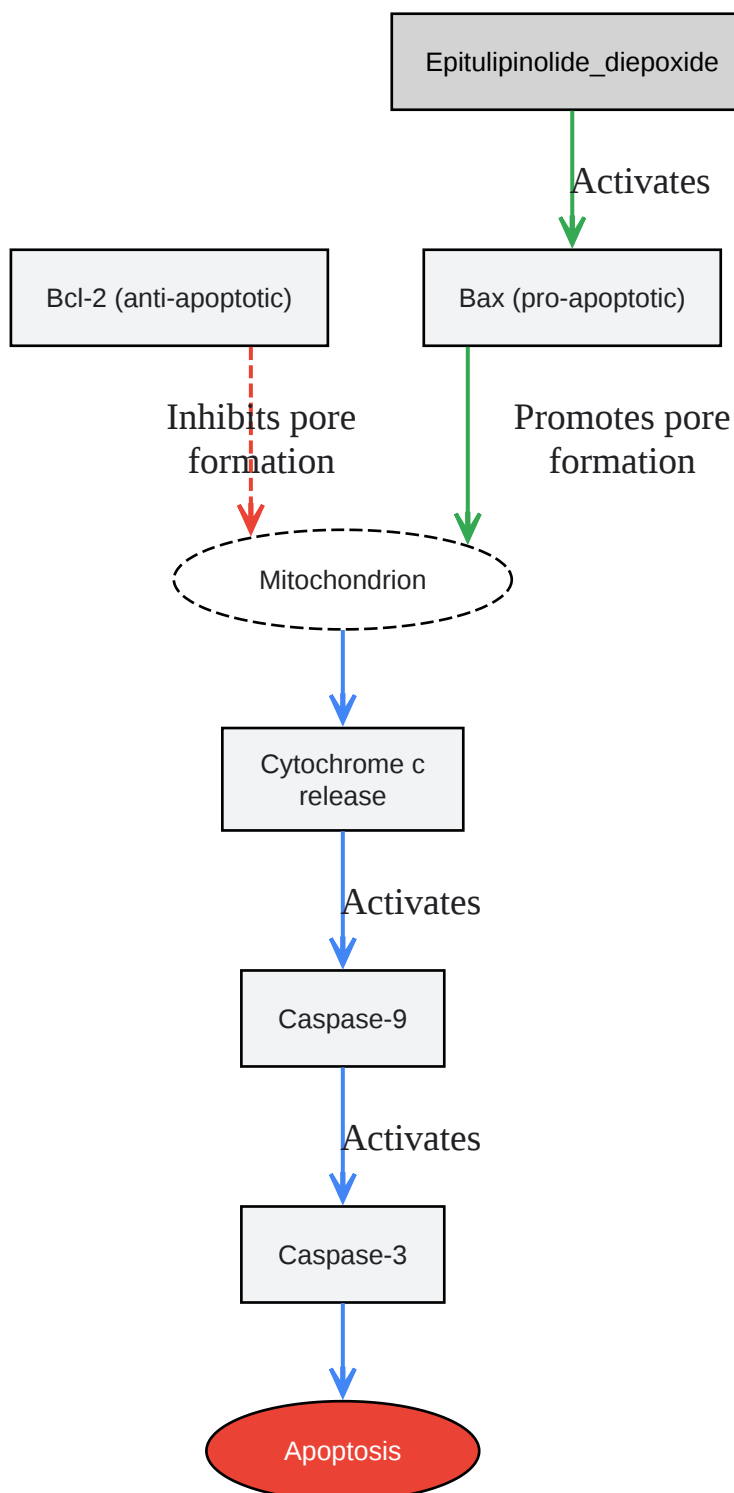 Epitulipinolide_diepoxide
Activates
Bcl-2 (anti-apoptotic)
Bax (pro-apoptotic)
Inhibits pore
formation
Promotes pore
formation
Mitochondrion
Cytochrome c
release
Activates
Caspase-9
Activates
Caspase-3
Apoptosis